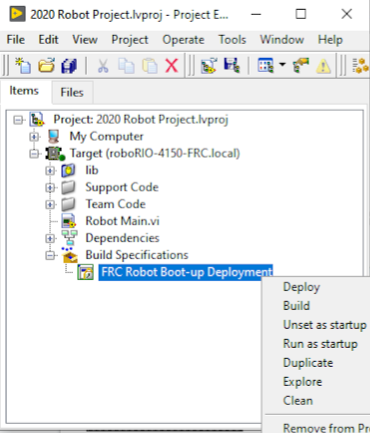 2020 Robot Project.lvproj - Project E...
File Edit View Project Operate Tools Window Help
Items Files
Project: 2020 Robot Project.lvproj
My Computer
Target (roboRIO-4150-FRC.local)
lib
Support Code
Team Code
Robot Main.vi
Dependencies
Build Specifications
FRC Robot Boot-up Deployment
Deploy
Build
Unset as startup
Run as startup
Duplicate
Explore
Clean
Remove from Pr